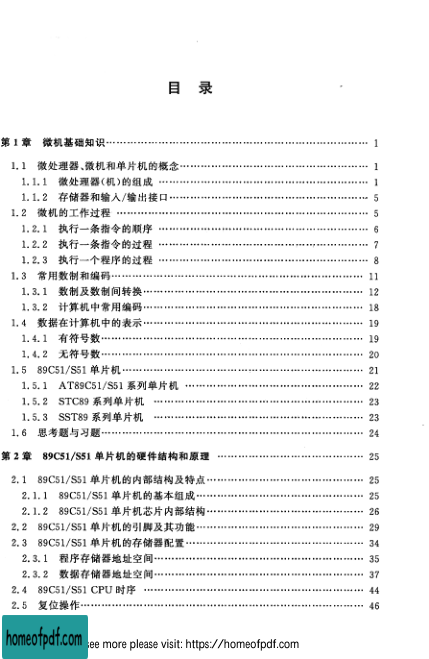 目 录
第 1 章 微机基础知识…………………………………… 1
1.1 微处理器、微机和单片机的概念…………………………………… 1
1.1.1 微处理器(机)的组成 …………………………………… 1
1.1.2 存储器和输入/输出接口…………………………………… 5
1.2 微机的工作过程 …………………………………… 5
1.2.1 执行一条指令的顺序 …………………………………… 6
1.2.2 执行一条指令的过程 …………………………………… 7
1.2.3 执行一个程序的过程 …………………………………… 8
1.3 常用数制和编码…………………………………… 11
1.3.1 数制及数制间转换…………………………………… 12
1.3.2 计算机中常用编码…………………………………… 18
1.4 数据在计算机中的表示…………………………………… 19
1.4.1 有符号数…………………………………… 19
1.4.2 无符号数…………………………………… 20
1.5 89C51/S51 单片机…………………………………… 21
1.5.1 AT89C51/S51 系列单片机 …………………………………… 22
1.5.2 STC89 系列单片机 …………………………………… 23
1.5.3 SST89 系列单片机 …………………………………… 23
1.6 思考题与习题…………………………………… 24
第 2 章 89C51/S51 单片机的硬件结构和原理 …………………………………… 25
2.1 89C51/S51 单片机的内部结构及特点…………………………………… 25
2.1.1 89C51/S51 单片机的基本组成…………………………………… 25
2.1.2 89C51/S51 单片机芯片内部结构…………………………………… 26
2.2 89C51/S51 单片机的引脚及其功能…………………………………… 29
2.3 89C51/S51 单片机的存储器配置…………………………………… 34
2.3.1 程序存储器地址空间…………………………………… 35
2.3.2 数据存储器地址空间…………………………………… 37
2.4 89C51/S51 CPU 时序 …………………………………… 44
2.5 复位操作…………………………………… 46
homeofpdf.com
see more please visit: https://homeofpdf.com